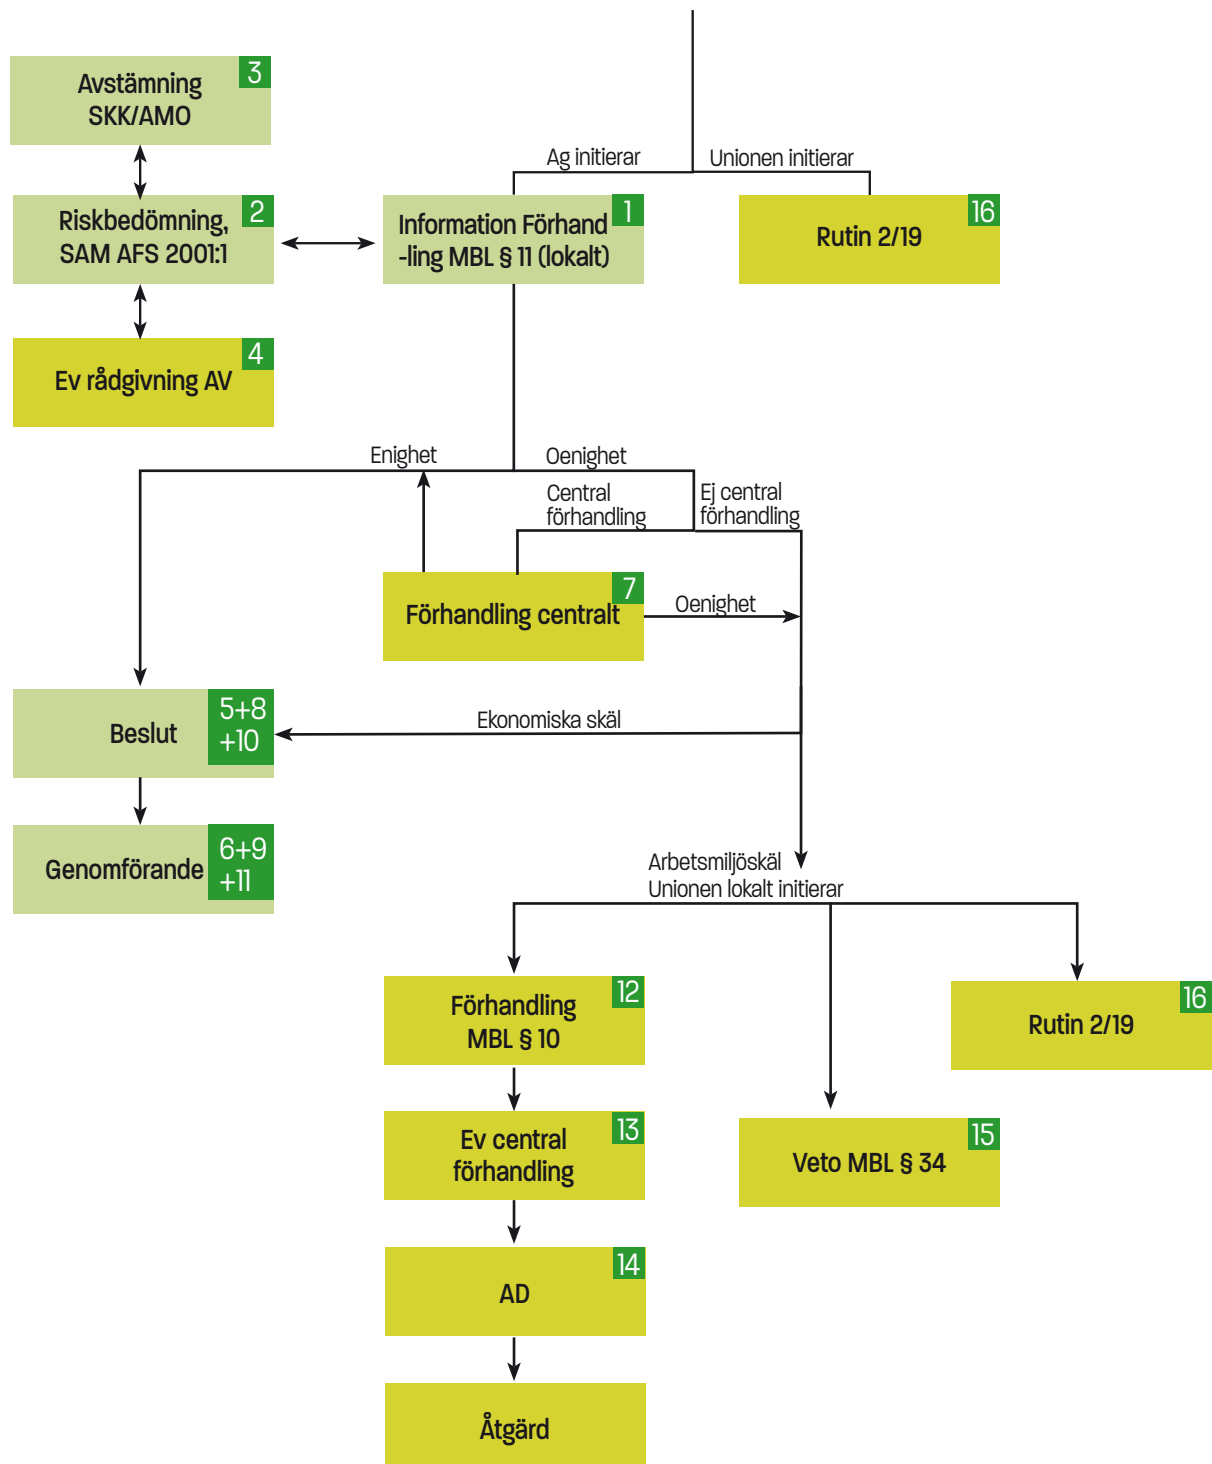 3
Avstämning
SKK/AMO
Ag initierar
Unionen initierar
2
Riskbedömning,
SAM AFS 2001:1
1
Information Förhand
-ling MBL § 11 (lokalt)
16
Rutin 2/19
4
Ev rådgivning AV
Enighet
Oenighet
Central
förhandling
Ej central
förhandling
7
Förhandling centralt
Oenighet
5+8
+10
Beslut
Ekonomiska skäl
6+9
+11
Genomförande
Arbetsmiljöskäl
Unionen lokalt initierar
12
Förhandling
MBL § 10
16
Rutin 2/19
13
Ev central
förhandling
15
Veto MBL § 34
14
AD
Åtgärd